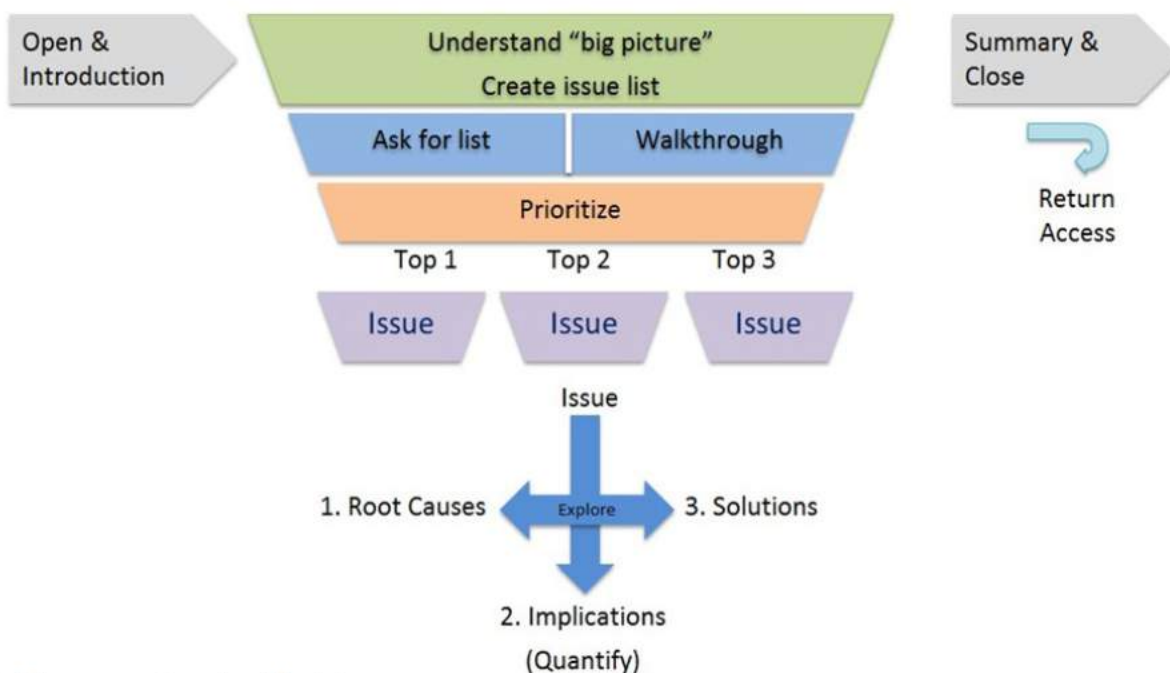 Open &
Introduction
Understand “big picture”
Create issue list
Summary &
Close
Ask for list
Walkthrough
Return
Access
Prioritize
Top 1
Top 2
Top 3
Issue
Issue
Issue
Issue
1. Root Causes
Explore
3. Solutions
2. Implications
(Quantify)